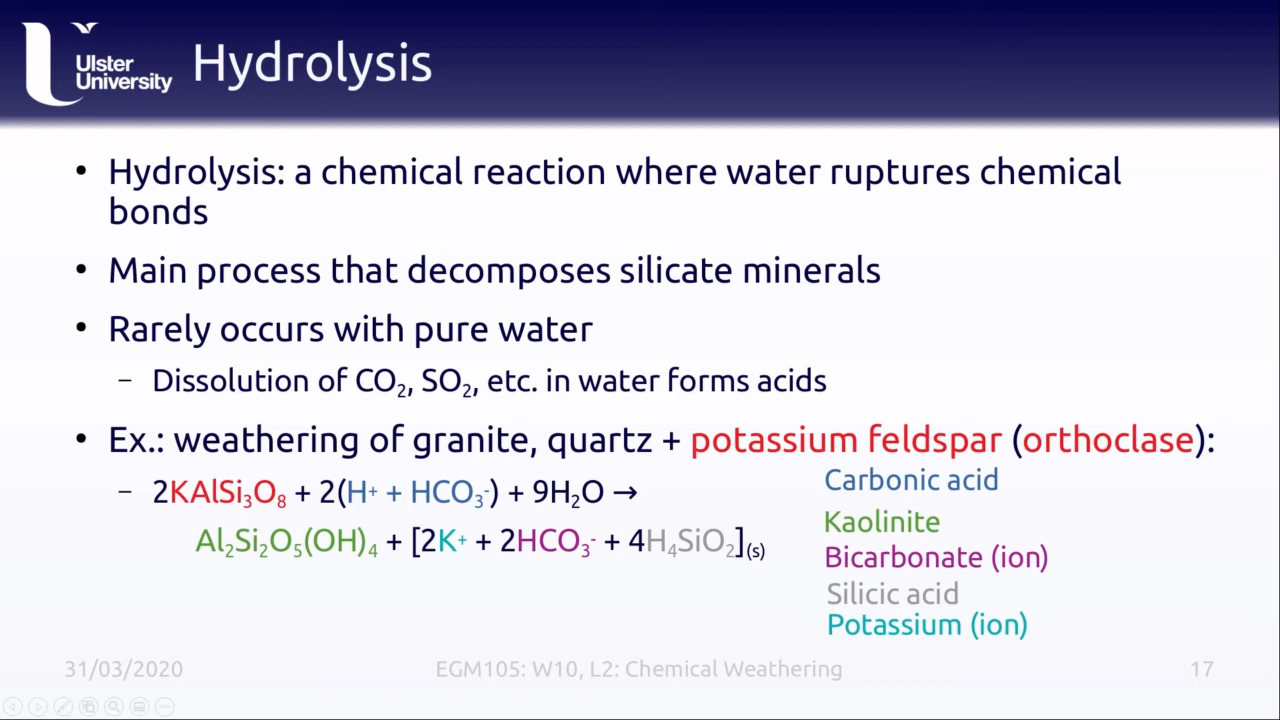 Ulster
University
Hydrolysis
• Hydrolysis: a chemical reaction where water ruptures chemical
bonds
• Main process that decomposes silicate minerals
• Rarely occurs with pure water
– Dissolution of CO₂, SO₂, etc. in water forms acids
• Ex.: weathering of granite, quartz + potassium feldspar (orthoclase):
– 2KAlSi₃O₈ + 2(H⁺ + HCO₃⁻) + 9H₂O →
Al₂Si₂O₅(OH)₄ + [2K⁺ + 2HCO₃⁻ + 4H₄SiO₂]₍ₛ₎
Carbonic acid
Kaolinite
Bicarbonate (ion)
Silicic acid
Potassium (ion)
31/03/2020
EGM105: W10, L2: Chemical Weathering
17